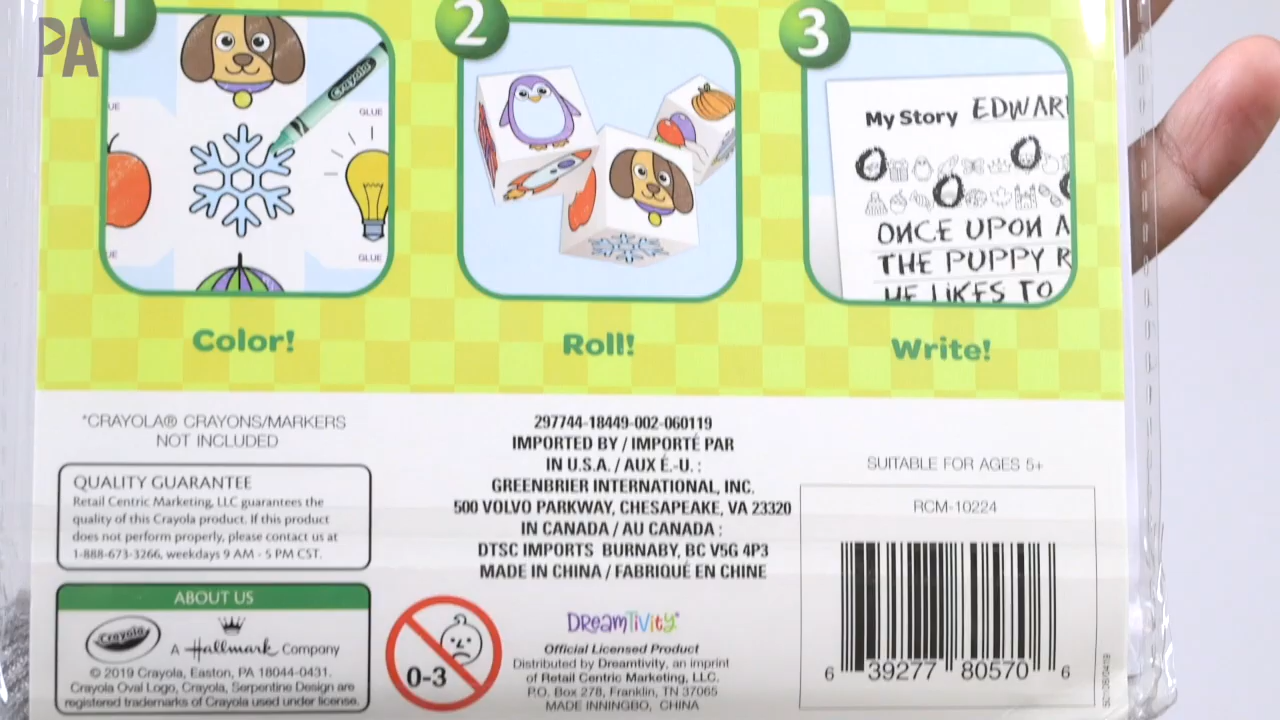 PA
1
2
3
Crayola
GLUE
GLUE
My Story EDWAR
ONCE UPON A
THE PUPPY R
HE LIKES TO
Color!
Roll!
Write!
*CRAYOLA® CRAYONS/MARKERS
NOT INCLUDED
QUALITY GUARANTEE
Retail Centric Marketing, LLC guarantees the
quality of this Crayola product. If this product
does not perform properly, please contact us at
1-888-673-3266, weekdays 9 AM - 5 PM CST.
ABOUT US
Crayola
A Hallmark Company
© 2019 Crayola, Easton, PA 18044-0431.
Crayola Oval Logo, Crayola, Serpentine Design are
registered trademarks of Crayola used under license.
297744-18449-002-060119
IMPORTED BY / IMPORTÉ PAR
IN U.S.A. / AUX É.-U. :
GREENBRIER INTERNATIONAL, INC.
500 VOLVO PARKWAY, CHESAPEAKE, VA 23320
IN CANADA / AU CANADA :
DTSC IMPORTS BURNABY, BC V5G 4P3
MADE IN CHINA / FABRIQUÉ EN CHINE
0-3
DREAMTIVITY
Official Licensed Product
Distributed by Dreamtivity, an imprint
of Retail Centric Marketing, LLC.
P.O. Box 278, Franklin, TN 37065
MADE INNINGBO, CHINA
SUITABLE FOR AGES 5+
RCM-10224
6 39277 80570 6